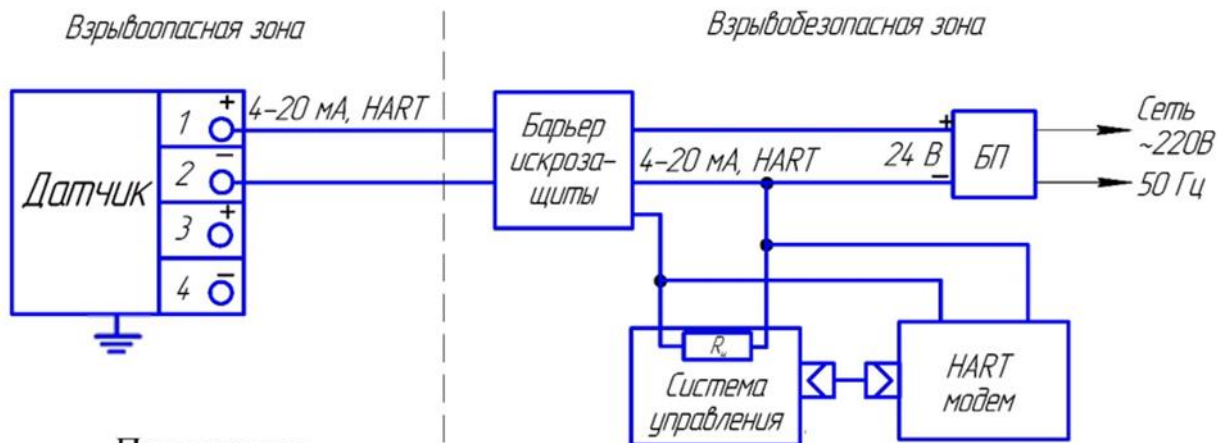 Взрывоопасная зона
Взрывобезопасная зона
Датчик
1 +
2 −
3 +
4 −
4-20 мА, HART
Барьер
искроза-
щиты
4-20 мА, HART
+
24 В
−
БП
Сеть
~220В
50 Гц
Rн
Система
управления
HART
модем